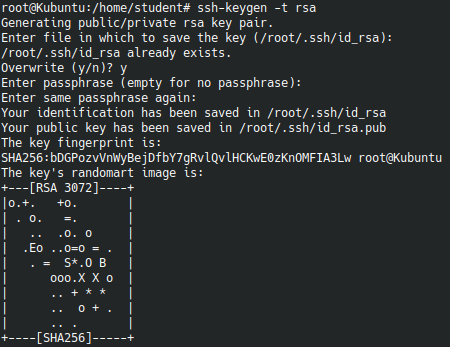 root@Kubuntu:/home/student# ssh-keygen -t rsa
Generating public/private rsa key pair.
Enter file in which to save the key (/root/.ssh/id_rsa):
/root/.ssh/id_rsa already exists.
Overwrite (y/n)? y
Enter passphrase (empty for no passphrase):
Enter same passphrase again:
Your identification has been saved in /root/.ssh/id_rsa
Your public key has been saved in /root/.ssh/id_rsa.pub
The key fingerprint is:
SHA256:bDGPozvVnWyBejDfbY7gRvlQvlHCKwE0zKnOMFIA3Lw root@Kubuntu
The key's randomart image is:
+---[RSA 3072]----+
|o.+.   +o.       |
| . o.   =.       |
|   ..  .o. o     |
|  .Eo ..o=o = .  |
|   . =  S*.O B   |
|      ooo.X X o  |
|      .. + * *   |
|      ..  o + .  |
|      .. .       |
+----[SHA256]-----+